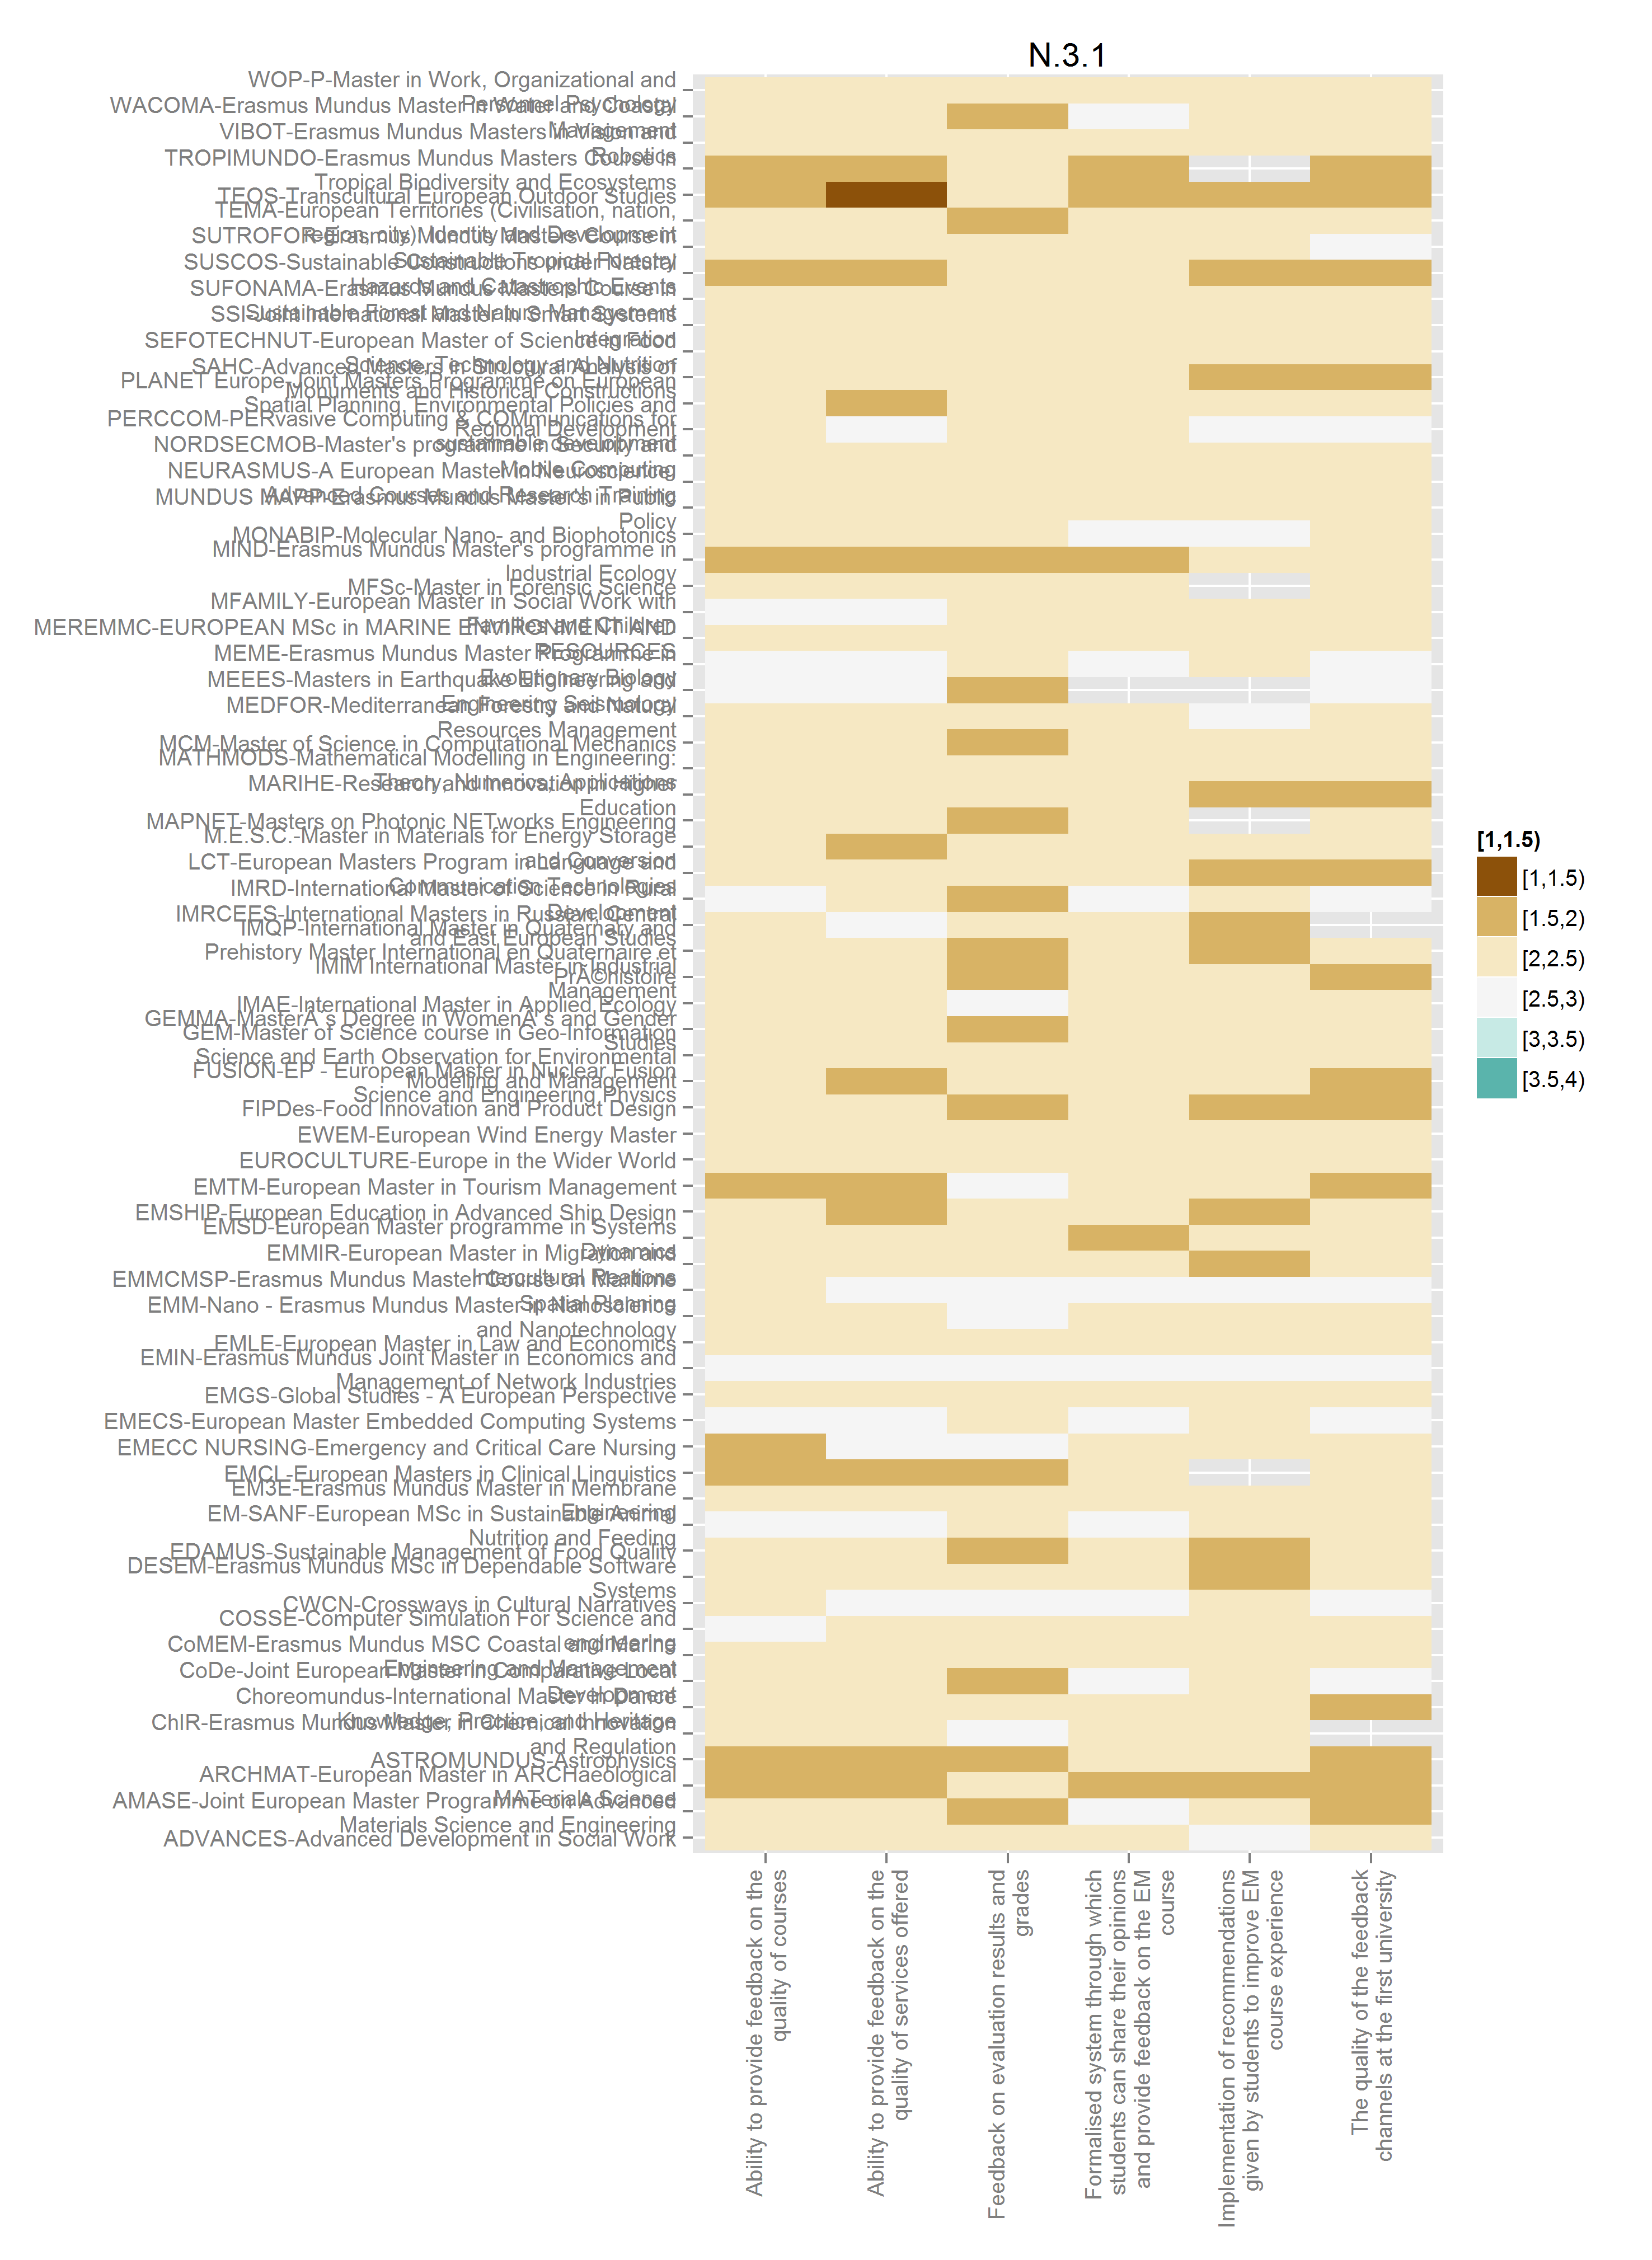 N.3.1
WOP-P-Master in Work, Organizational and
Personnel Psychology
WACOMA-Erasmus Mundus Master in Water and Coastal
Management
VIBOT-Erasmus Mundus Masters in Vision and
Robotics
TROPIMUNDO-Erasmus Mundus Masters Course in
Tropical Biodiversity and Ecosystems
TEOS-Transcultural European Outdoor Studies
TEMA-European Territories (Civilisation, nation,
region, city) Identity and Development
SUTROFOR-Erasmus Mundus Masters Course in
Sustainable Tropical Forestry
SUSCOS-Sustainable Constructions under Natural
Hazards and Catastrophic Events
SUFONAMA-Erasmus Mundus Masters Course in
Sustainable Forest and Nature Management
SSI-Joint International Master in Smart Systems
Integration
SEFOTECHNUT-European Master of Science in Food
Science, Technology and Nutrition
SAHC-Advanced Masters in Structural Analysis of
Monuments and Historical Constructions
PLANET Europe-Joint Masters Programme on European
Spatial Planning, Environmental Policies and
Regional Development
PERCCOM-PERvasive Computing & COMmunications for
sustainable development
NORDSECMOB-Master's programme in Security and
Mobile Computing
NEURASMUS-A European Master in Neuroscience:
Advanced Courses and Research Training
MUNDUS MAPP-Erasmus Mundus Master's in Public
Policy
MONABIP-Molecular Nano- and Biophotonics
MIND-Erasmus Mundus Master's programme in
Industrial Ecology
MFSc-Master in Forensic Science
MFAMILY-European Master in Social Work with
Families and Children
MEREMMC-EUROPEAN MSc in MARINE ENVIRONMENT AND
RESOURCES
MEME-Erasmus Mundus Master Programme in
Evolutionary Biology
MEEES-Masters in Earthquake Engineering and
Engineering Seismology
MEDFOR-Mediterranean Forestry and Natural
Resources Management
MCM-Master of Science in Computational Mechanics
MATHMODS-Mathematical Modelling in Engineering:
Theory, Numerics, Applications
MARIHE-Research and Innovation in Higher
Education
MAPNET-Masters on Photonic NETworks Engineering
M.E.S.C.-Master in Materials for Energy Storage
and Conversion
LCT-European Masters Program in Language and
Communication Technologies
IMRD-International Master of Science in Rural
Development
IMRCEES-International Masters in Russian, Central
and East European Studies
IMQP-International Master in Quaternary and
Prehistory Master International en Quaternaire et
PrÃ©histoire
IMIM International Master in Industrial
Management
IMAE-International Master in Applied Ecology
GEMMA-MasterÂ´s Degree in WomenÂ´s and Gender
Studies
GEM-Master of Science course in Geo-Information
Science and Earth Observation for Environmental
Modelling and Management
FUSION-EP - European Master in Nuclear Fusion
Science and Engineering Physics
FIPDes-Food Innovation and Product Design
EWEM-European Wind Energy Master
EUROCULTURE-Europe in the Wider World
EMTM-European Master in Tourism Management
EMSHIP-European Education in Advanced Ship Design
EMSD-European Master programme in Systems
Dynamics
EMMIR-European Master in Migration and
Intercultural Reations
EMMCMSP-Erasmus Mundus Master Course on Maritime
Spatial Planning
EMM-Nano - Erasmus Mundus Master in Nanoscience
and Nanotechnology
EMLE-European Master in Law and Economics
EMIN-Erasmus Mundus Joint Master in Economics and
Management of Network Industries
EMGS-Global Studies - A European Perspective
EMECS-European Master Embedded Computing Systems
EMECC NURSING-Emergency and Critical Care Nursing
EMCL-European Masters in Clinical Linguistics
EM3E-Erasmus Mundus Master in Membrane
Engineering
EM-SANF-European MSc in Sustainable Animal
Nutrition and Feeding
EDAMUS-Sustainable Management of Food Quality
DESEM-Erasmus Mundus MSc in Dependable Software
Systems
CWCN-Crossways in Cultural Narratives
COSSE-Computer Simulation For Science and
engineering
CoMEM-Erasmus Mundus MSC Coastal and Marine
Engineering and Management
CoDe-Joint European Master in Comparative Local
Development
Choreomundus-International Master in Dance
Knowledge, Practice, and Heritage
ChIR-Erasmus Mundus Master in Chemical Innovation
and Regulation
ASTROMUNDUS-Astrophysics
ARCHMAT-European Master in ARCHaeological
MATerials Science
AMASE-Joint European Master Programme on Advanced
Materials Science and Engineering
ADVANCES-Advanced Development in Social Work
[1,1.5)
[1,1.5)
[1.5,2)
[2,2.5)
[2.5,3)
[3,3.5)
[3.5,4)
Ability to provide feedback on the
quality of courses
Ability to provide feedback on the
quality of services offered
Feedback on evaluation results and
grades
Formalised system through which
students can share their opinions
and provide feedback on the EM
course
Implementation of recommendations
given by students to improve EM
course experience
The quality of the feedback
channels at the first university